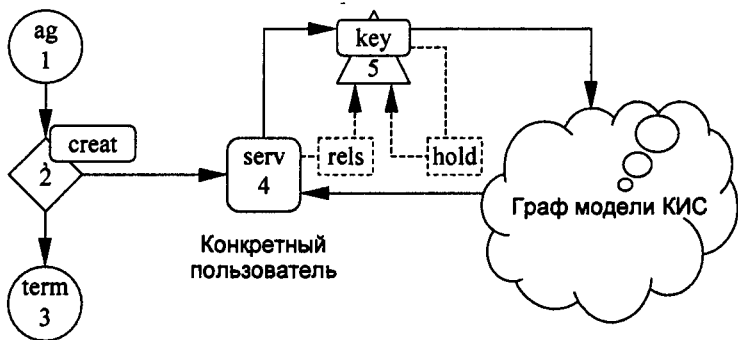 ag
1
creat
2
term
3
serv
4
Конкретный
пользователь
rels
key
5
hold
Граф модели КИС